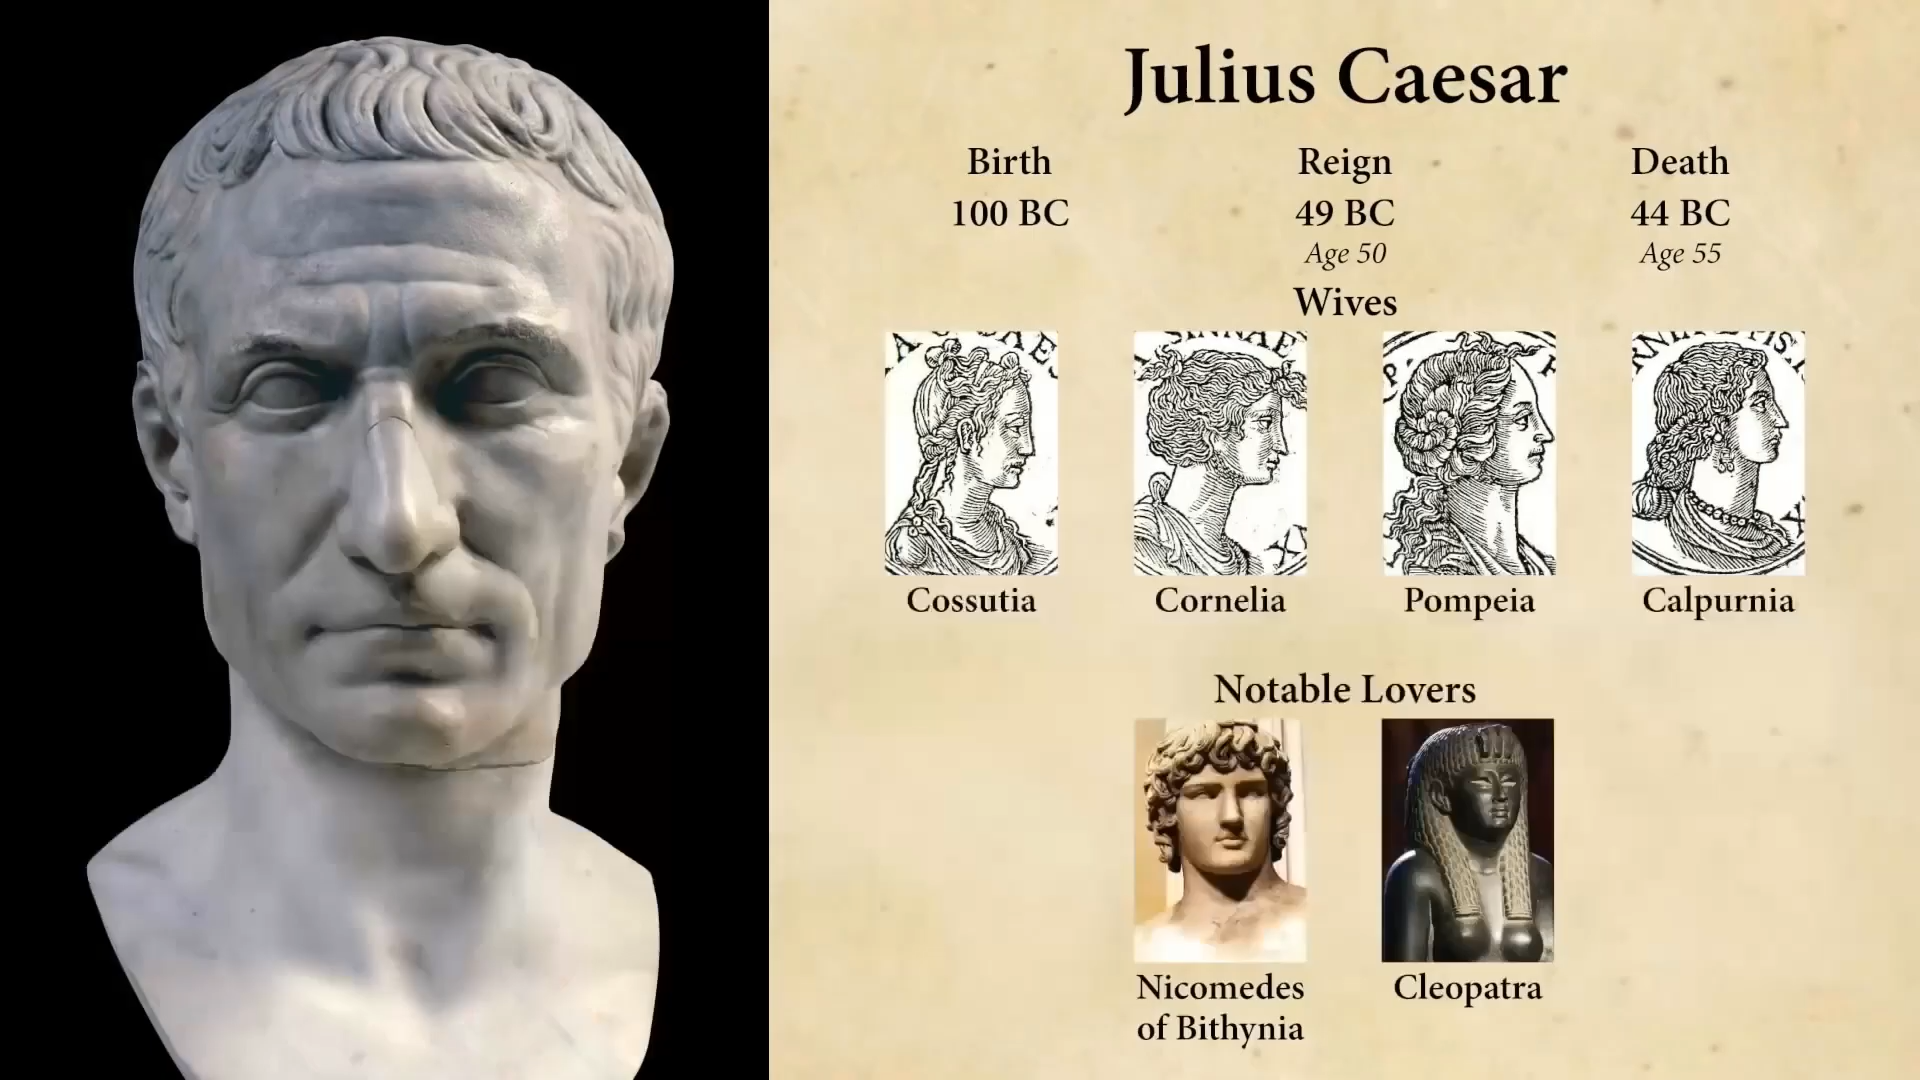 Julius Caesar
Birth
Reign
Death
100 BC
49 BC
44 BC
Age 50
Age 55
Wives
SINNAE
Cossutia
Cornelia
Pompeia
Calpurnia
Notable Lovers
Nicomedes
of Bithynia
Cleopatra